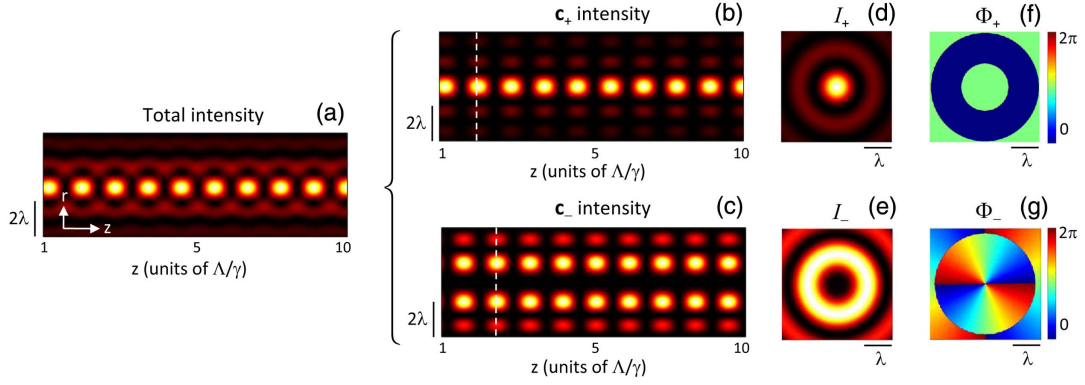 Total intensity
(a)
2λ
r
z
1
5
10
z (units of Λ/γ)
c₊ intensity
(b)
2λ
1
5
10
z (units of Λ/γ)
c₋ intensity
(c)
2λ
1
5
10
z (units of Λ/γ)
(d)
I₊
λ
(e)
I₋
λ
(f)
Φ₊
2π
0
λ
(g)
Φ₋
2π
0
λ